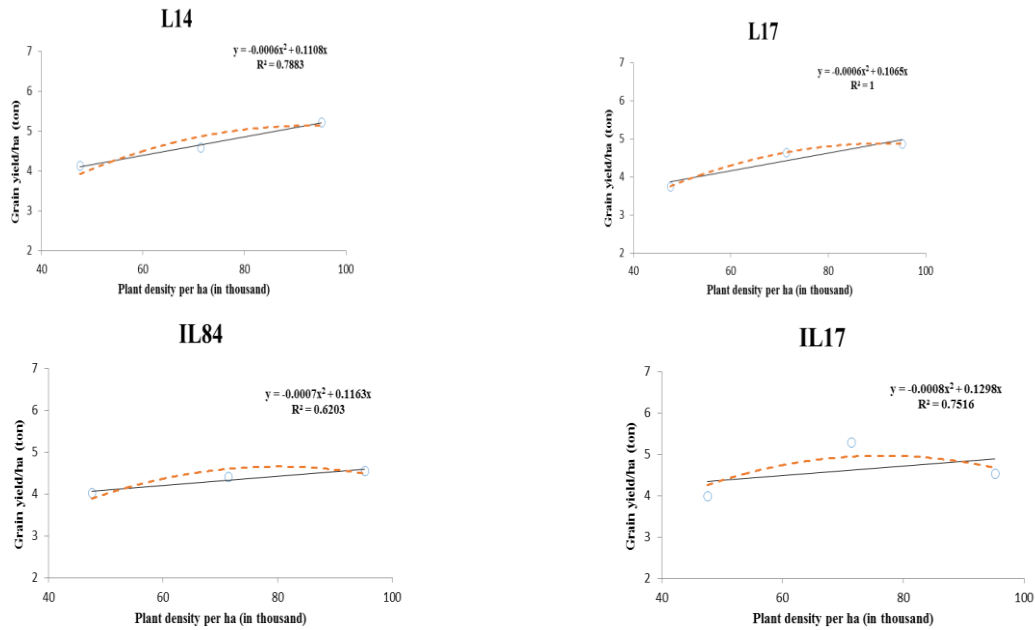 L14
y = -0.0006x² + 0.1108x
R² = 0.7883
Grain yield/ha (ton)
7
6
5
4
3
2
40 60 80 100
Plant density per ha (in thousand)
L17
y = -0.0006x² + 0.1065x
R² = 1
Grain yield/ha (ton)
7
6
5
4
3
2
40 60 80 100
Plant density per ha (in thousand)
IL84
y = -0.0007x² + 0.1163x
R² = 0.6203
Grain yield/ha (ton)
7
6
5
4
3
2
40 60 80 100
Plant density per ha (in thousand)
IL17
y = -0.0008x² + 0.1298x
R² = 0.7516
Grain yield/ha (ton)
7
6
5
4
3
2
40 60 80 100
Plant density per ha (in thousand)